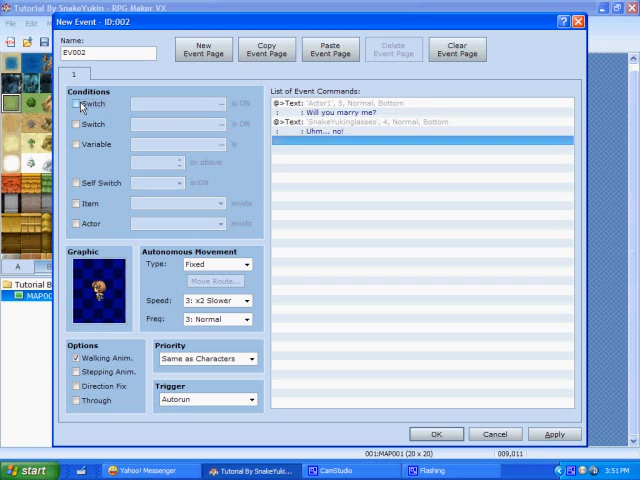 Tutorial By SnakeYukin - RPG Maker VX
New Event - ID:002
File
Name:
EV002
New
Event Page
Copy
Event Page
Paste
Event Page
Delete
Event Page
Clear
Event Page
1
Conditions
Switch
is ON
Switch
is ON
Variable
is
or above
Self Switch
is ON
Item
exists
Actor
exists
List of Event Commands:
@>Text: 'Actor1', 5, Normal, Bottom
: : Will you marry me?
@>Text: 'SnakeYukinglasses', 4, Normal, Bottom
: : Uhm... no!
Graphic
Autonomous Movement
Type: Fixed
Move Route...
Speed: 3: x2 Slower
Freq: 3: Normal
Options
Walking Anim.
Stepping Anim.
Direction Fix
Through
Priority
Same as Characters
Trigger
Autorun
A
Tutorial B
MAP00
OK
Cancel
Apply
001:MAP001 (20 x 20)
009,011
start
Yahoo! Messenger
Tutorial By SnakeYuki...
CamStudio
Flashing
3:51PM